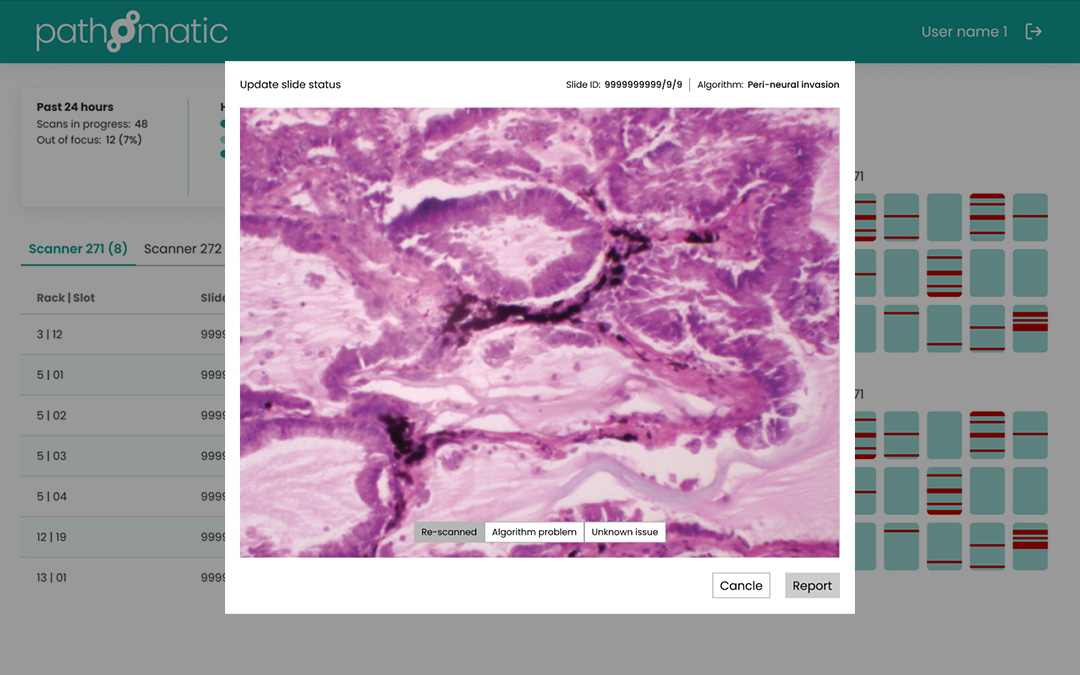 pathomatic
User name 1
Update slide status
Slide ID: 9999999999/9/9 | Algorithm: Peri-neural invasion
Past 24 hours
Scans in progress: 48
Out of focus: 12 (7%)
H
71
Scanner 271 (8)
Scanner 272
Rack | Slot
Slide
3 | 12
9999
5 | 01
9999
5 | 02
9999
71
5 | 03
9999
5 | 04
9999
12 | 19
9999
13 | 01
9999
Re-scanned
Algorithm problem
Unknown issue
Cancle
Report